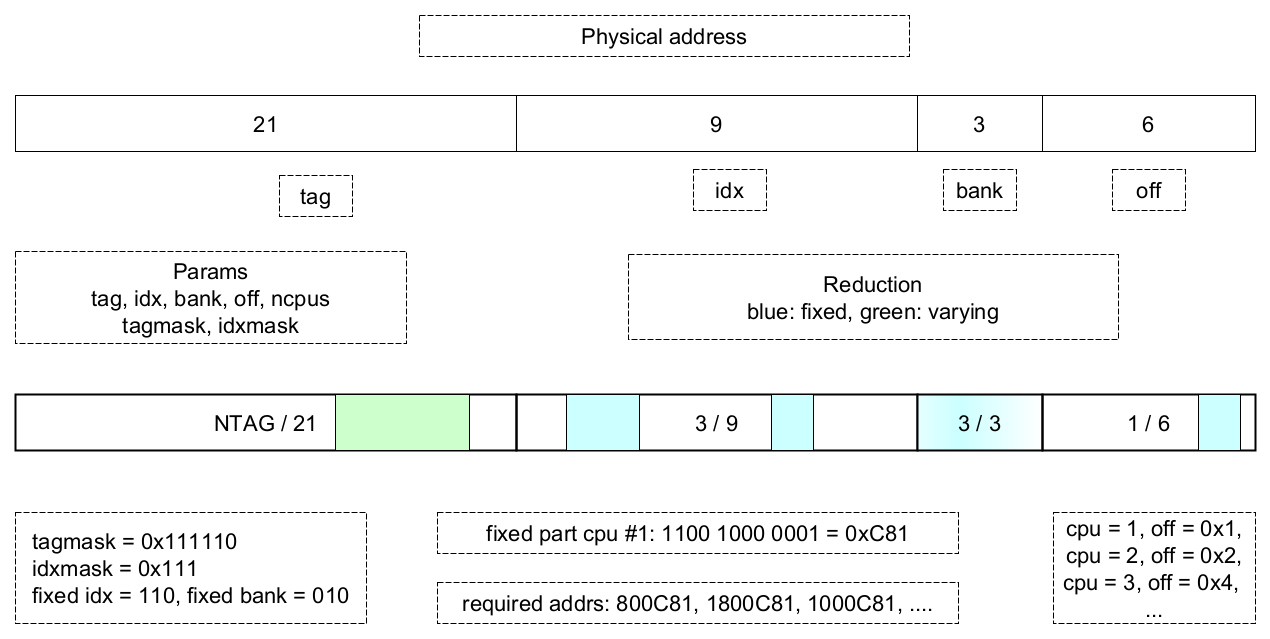 Physical address
21 9 3 6
tag idx bank off
Params
tag, idx, bank, off, ncpus
tagmask, idxmask
Reduction
blue: fixed, green: varying
NTAG / 21 3 / 9 3 / 3 1 / 6
tagmask = 0x111110
idxmask = 0x111
fixed idx = 110, fixed bank = 010
fixed part cpu #1: 1100 1000 0001 = 0xC81
required addrs: 800C81, 1800C81, 1000C81, ....
cpu = 1, off = 0x1,
cpu = 2, off = 0x2,
cpu = 3, off = 0x4,
...